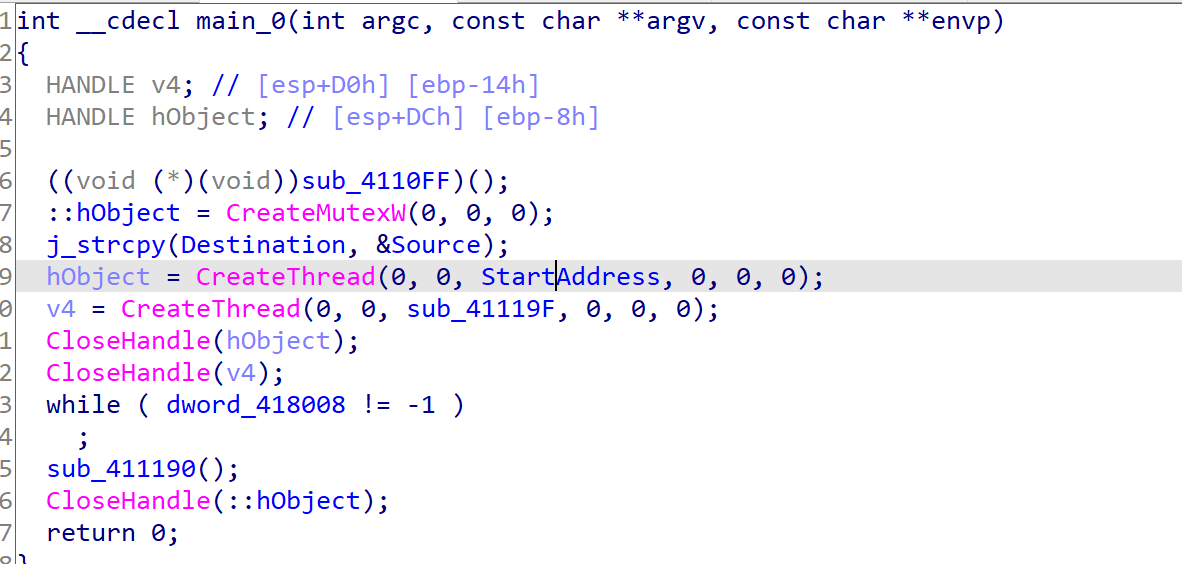 1 int __cdecl main_0(int argc, const char **argv, const char **envp)
2 {
3   HANDLE v4; // [esp+D0h] [ebp-14h]
4   HANDLE hObject; // [esp+DCh] [ebp-8h]
5
6   ((void (*)(void))sub_4110FF)();
7   ::hObject = CreateMutexW(0, 0, 0);
8   j_strcpy(Destination, &Source);
9   hObject = CreateThread(0, 0, StartAddress, 0, 0, 0);
0   v4 = CreateThread(0, 0, sub_41119F, 0, 0, 0);
1   CloseHandle(hObject);
2   CloseHandle(v4);
3   while ( dword_418008 != -1 )
4     ;
5   sub_411190();
6   CloseHandle(::hObject);
7   return 0;
8 }